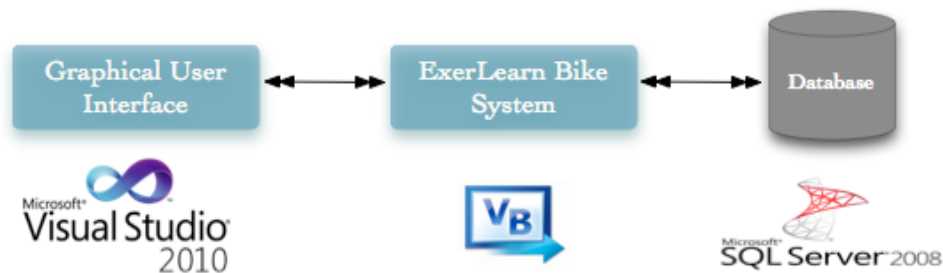 Graphical User
Interface
ExerLearn Bike
System
Database
Microsoft®
Visual Studio®
2010
VB
Microsoft®
SQL Server® 2008